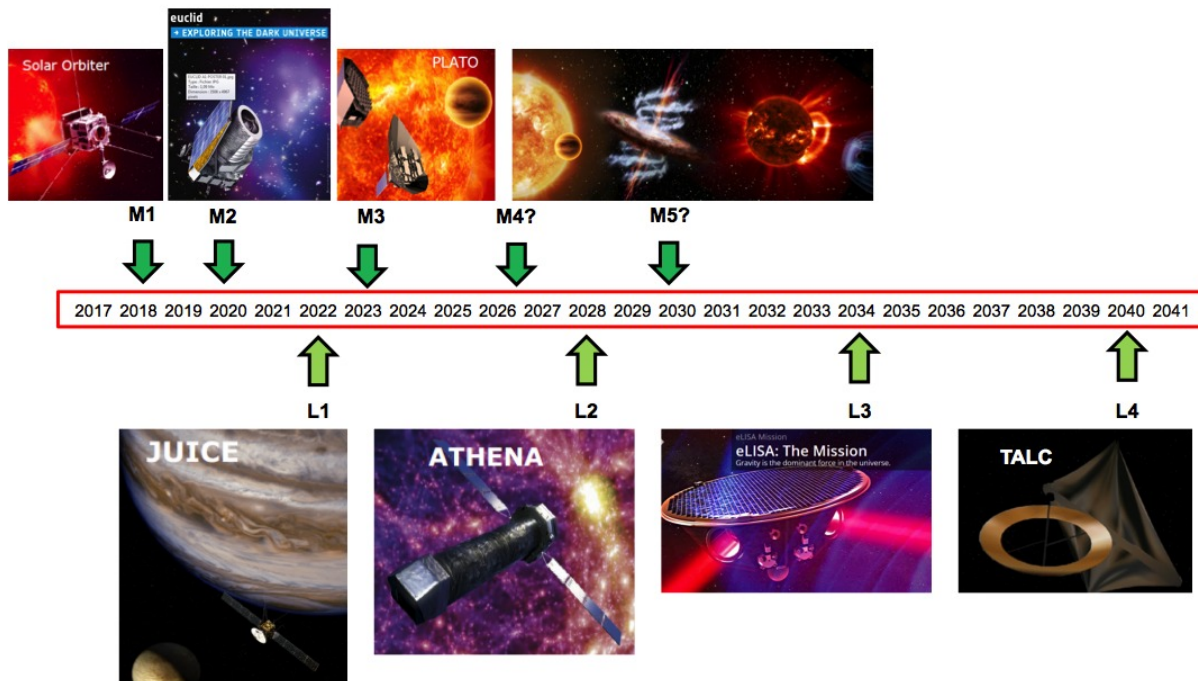 euclid
EXPLORING THE DARK UNIVERSE
Solar Orbiter
PLATO
M1
M2
M3
M4?
M5?
2017 2018 2019 2020 2021 2022 2023 2024 2025 2026 2027 2028 2029 2030 2031 2032 2033 2034 2035 2036 2037 2038 2039 2040 2041
L1
L2
L3
L4
JUICE
ATHENA
eLISA Mission
eLISA: The Mission
Gravity is the dominant force in the universe.
TALC